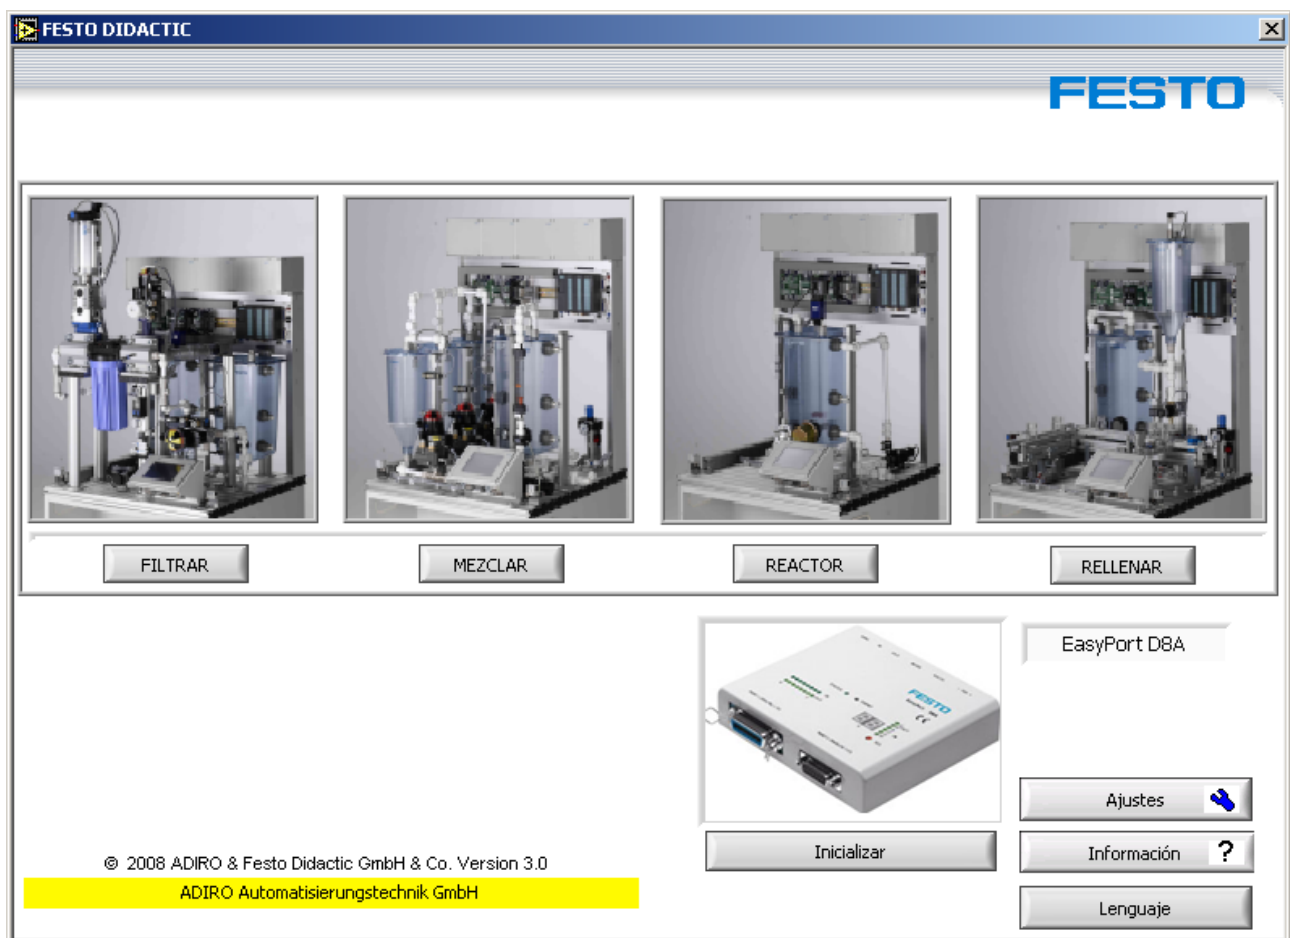 FESTO DIDACTIC
FESTO
FILTRAR
MEZCLAR
REACTOR
RELLENAR
FESTO
EasyPort D8A
Ajustes
Inicializar
Información ?
© 2008 ADIRO & Festo Didactic GmbH & Co. Version 3.0
ADIRO Automatisierungstechnik GmbH
Lenguaje